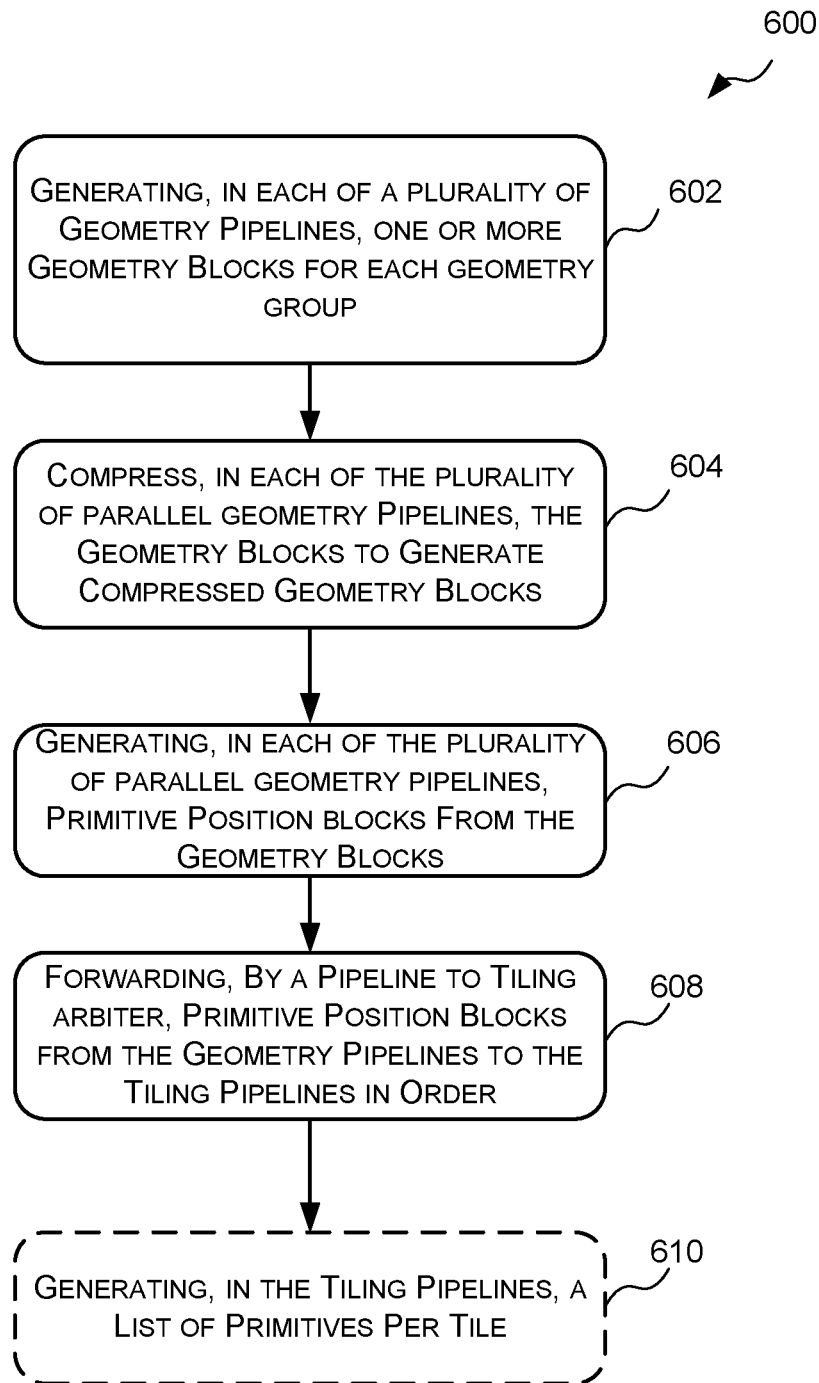 600
GENERATING, IN EACH OF A PLURALITY OF
GEOMETRY PIPELINES, ONE OR MORE
GEOMETRY BLOCKS FOR EACH GEOMETRY
GROUP
602
COMPRESS, IN EACH OF THE PLURALITY
OF PARALLEL GEOMETRY PIPELINES, THE
GEOMETRY BLOCKS TO GENERATE
COMPRESSED GEOMETRY BLOCKS
604
GENERATING, IN EACH OF THE PLURALITY
OF PARALLEL GEOMETRY PIPELINES,
PRIMITIVE POSITION BLOCKS FROM THE
GEOMETRY BLOCKS
606
FORWARDING, BY A PIPELINE TO TILING
ARBITER, PRIMITIVE POSITION BLOCKS
FROM THE GEOMETRY PIPELINES TO THE
TILING PIPELINES IN ORDER
608
GENERATING, IN THE TILING PIPELINES, A
LIST OF PRIMITIVES PER TILE
610